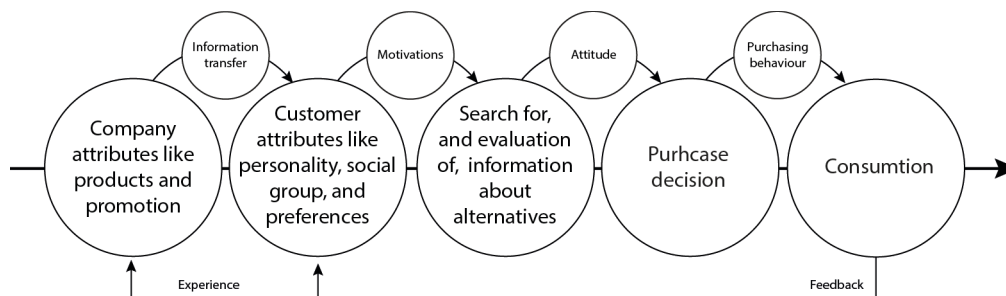 Information
transfer
Motivations
Attitude
Purchasing
behaviour
Company
attributes like
products and
promotion
Customer
attributes like
personality, social
group, and
preferences
Search for,
and evaluation
of, information
about
alternatives
Purhcase
decision
Consumtion
Experience
Feedback